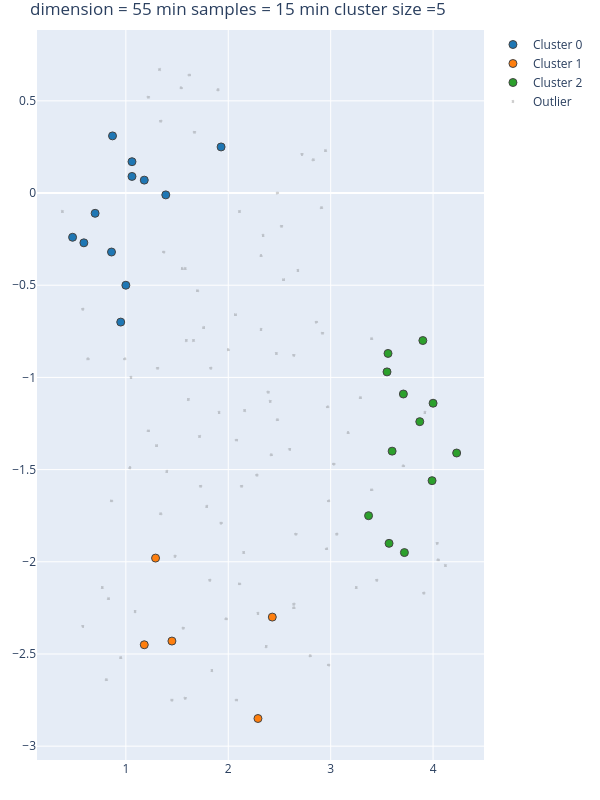 dimension = 55 min samples = 15 min cluster size =5
Cluster 0
Cluster 1
Cluster 2
Outlier
0.5
0
−0.5
−1
−1.5
−2
−2.5
−3
1
2
3
4